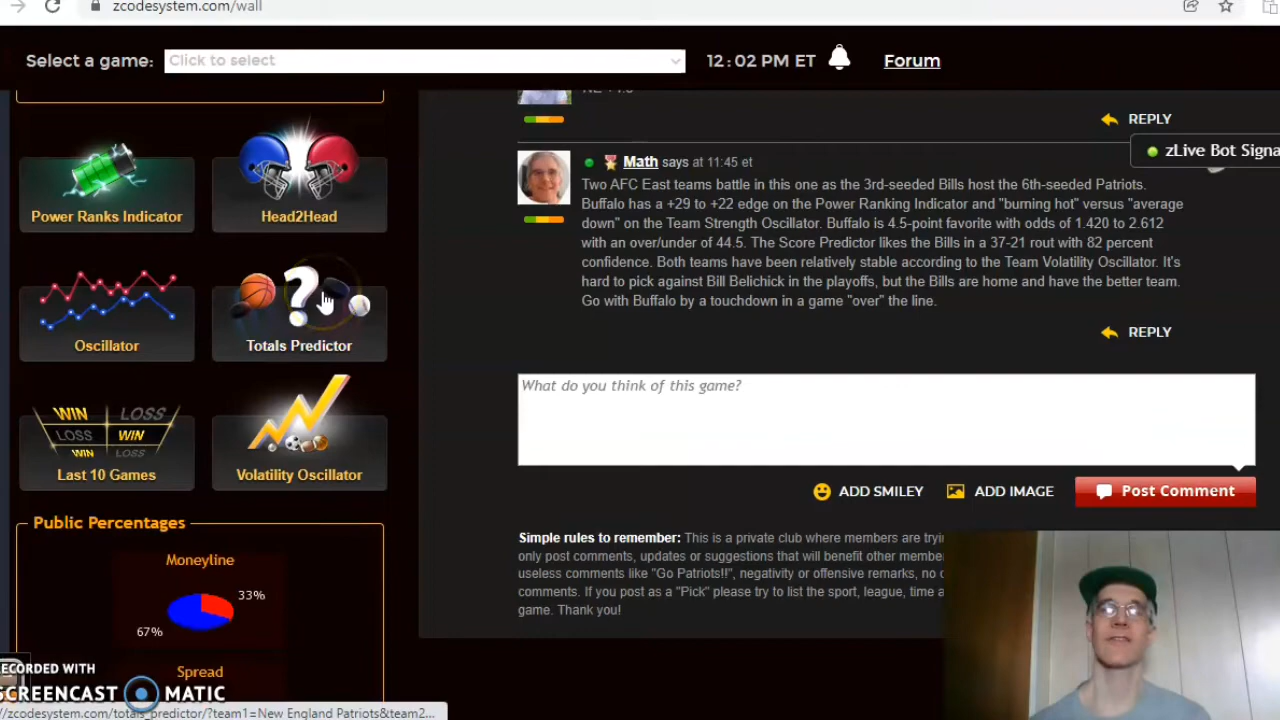 zcodesystem.com/wall
Select a game: Click to select 12:02 PM ET Forum
REPLY
zLive Bot Signa
Power Ranks Indicator
Head2Head
Math says at 11:45 et
Two AFC East teams battle in this one as the 3rd-seeded Bills host the 6th-seeded Patriots.
Buffalo has a +29 to +22 edge on the Power Ranking Indicator and "burning hot" versus "average
down" on the Team Strength Oscillator. Buffalo is 4.5-point favorite with odds of 1.420 to 2.612
with an over/under of 44.5. The Score Predictor likes the Bills in a 37-21 rout with 82 percent
confidence. Both teams have been relatively stable according to the Team Volatility Oscillator. It's
hard to pick against Bill Belichick in the playoffs, but the Bills are home and have the better team.
Go with Buffalo by a touchdown in a game "over" the line.
REPLY
Oscillator
Totals Predictor
WIN LOSS
LOSS WIN
WIN LOSS
Last 10 Games
Volatility Oscillator
What do you think of this game?
ADD SMILEY ADD IMAGE Post Comment
Simple rules to remember: This is a private club where members are tryi
only post comments, updates or suggestions that will benefit other membe
useless comments like "Go Patriots!!", negativity or offensive remarks, no c
comments. If you post as a "Pick" please try to list the sport, league, time a
game. Thank you!
Public Percentages
Moneyline
33%
67%
Spread
ECORDED WITH
SCREENCAST MATIC
//zcodesystem.com/totals_predictor/?team1=New England Patriots&team2...